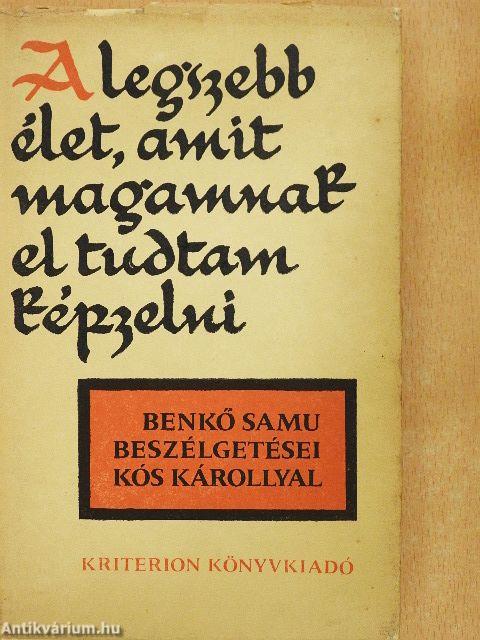 A legszebb
élet, amit
magamnak
el tudtam
képzelni
BENKŐ SAMU
BESZÉLGETÉSEI
KÓS KÁROLLYAL
KRITERION KÖNYVKIADÓ
Antikvárium.hu